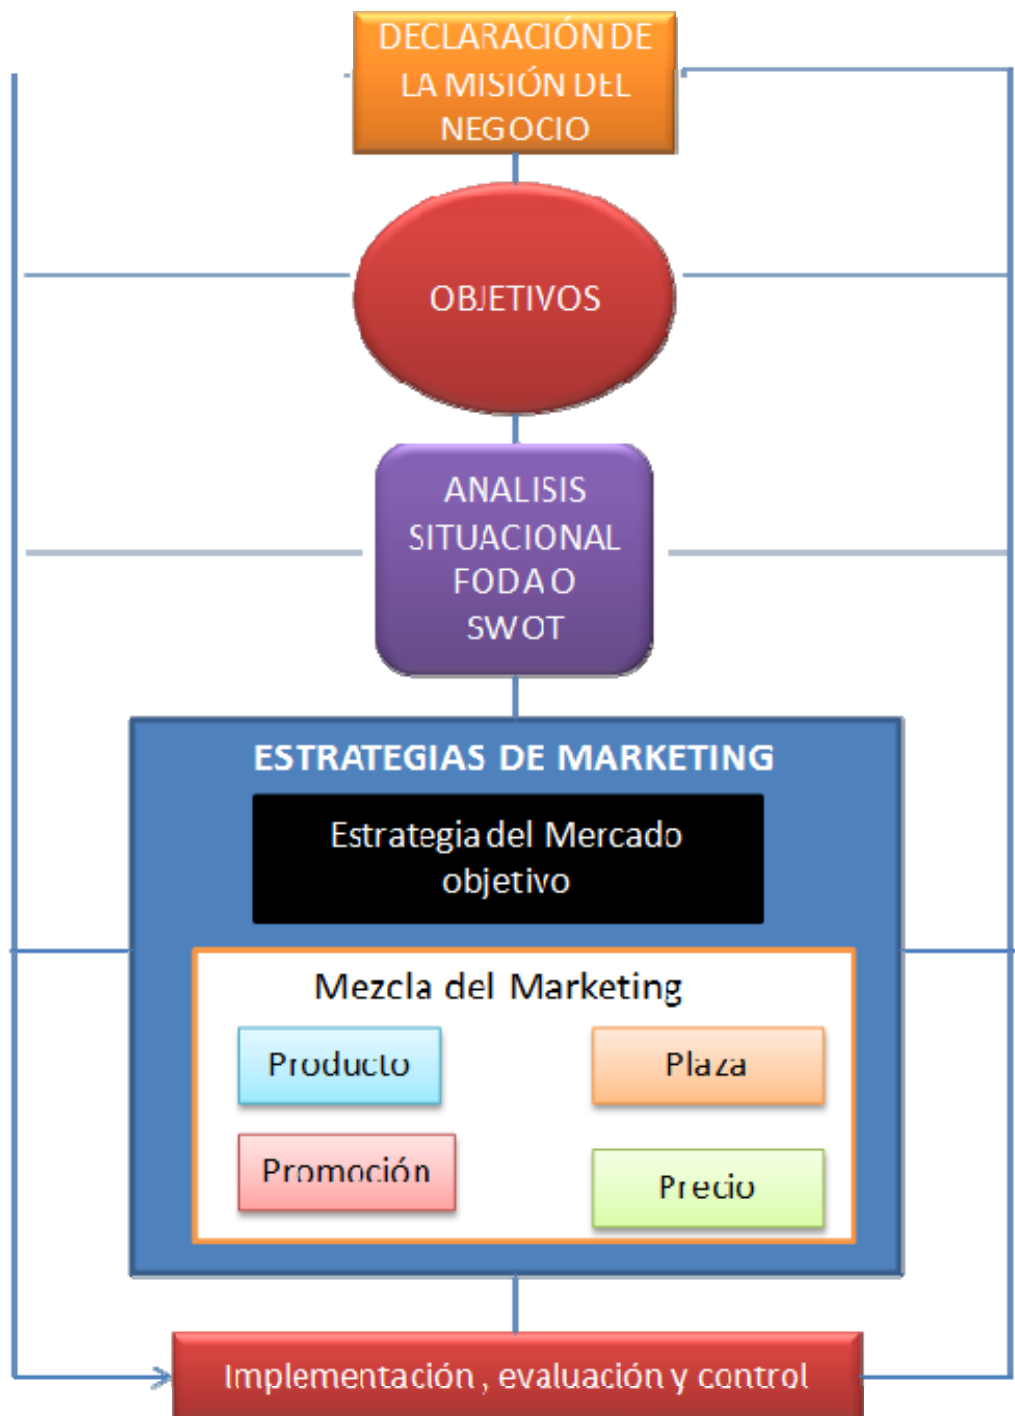 DECLARACIÓN DE
LA MISIÓN DEL
NEGOCIO
OBJETIVOS
ANALISIS
SITUACIONAL
FODA O
SWOT
ESTRATEGIAS DE MARKETING
Estrategia del Mercado
objetivo
Mezcla del Marketing
Producto
Plaza
Promoción
Precio
Implementación , evaluación y control